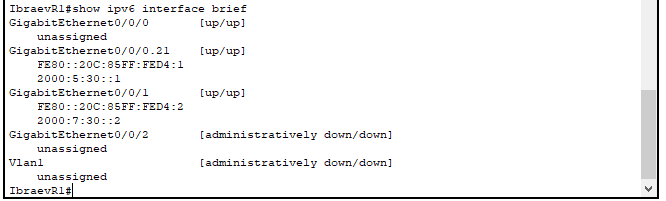 IbraevR1#show ipv6 interface brief
GigabitEthernet0/0/0 [up/up]
unassigned
GigabitEthernet0/0/0.21 [up/up]
FE80::20C:85FF:FED4:1
2000:5:30::1
GigabitEthernet0/0/1 [up/up]
FE80::20C:85FF:FED4:2
2000:7:30::2
GigabitEthernet0/0/2 [administratively down/down]
unassigned
Vlan1 [administratively down/down]
unassigned
IbraevR1#